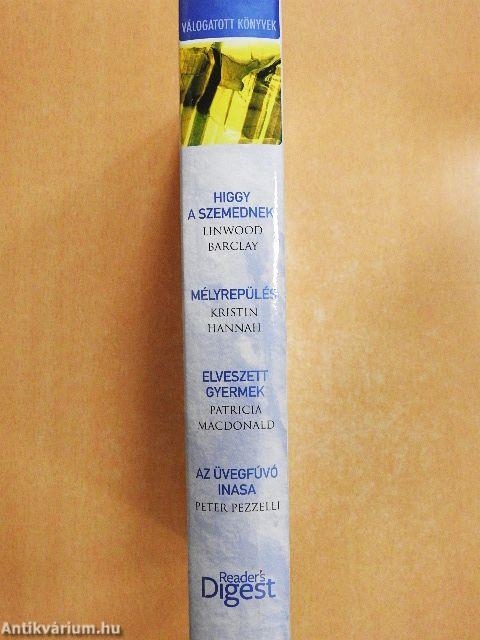 VÁLOGATOTT KÖNYVEK
HIGGY
A SZEMEDNEK
LINWOOD
BARCLAY
MÉLYREPÜLÉS
KRISTIN
HANNAH
ELVESZETT
GYERMEK
PATRICIA
MACDONALD
AZ ÜVEGFÚVÓ
INASA
PETER PEZZELLI
Reader's
Digest
Antikvárium.hu